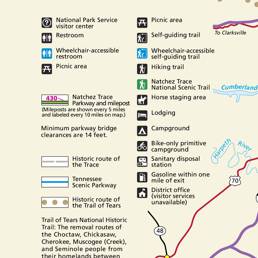 National Park Service
visitor center
Restroom
Wheelchair-accessible
restroom
Picnic area
430
Natchez Trace
Parkway and milepost
(Mileposts are shown every 5 miles
and labeled every 10 miles on map.)
Minimum parkway bridge
clearances are 14 feet.
Historic route of
the Trace
Tennessee
Scenic Parkway
Historic route of
the Trail of Tears
Trail of Tears National Historic
Trail: The removal routes of
the Choctaw, Chickasaw,
Cherokee, Muscogee (Creek),
and Seminole people from
their homelands between
Picnic area
Self-guiding trail
Wheelchair-accessible
self-guiding trail
Hiking trail
Natchez Trace
National Scenic Trail
Horse staging area
Lodging
Campground
Bike-only primitive
campground
Sanitary disposal
station
Gasoline within one
mile of exit
District office
(visitor services
unavailable)
To Clarksville
Cumberland
Harpeth
River
70
48